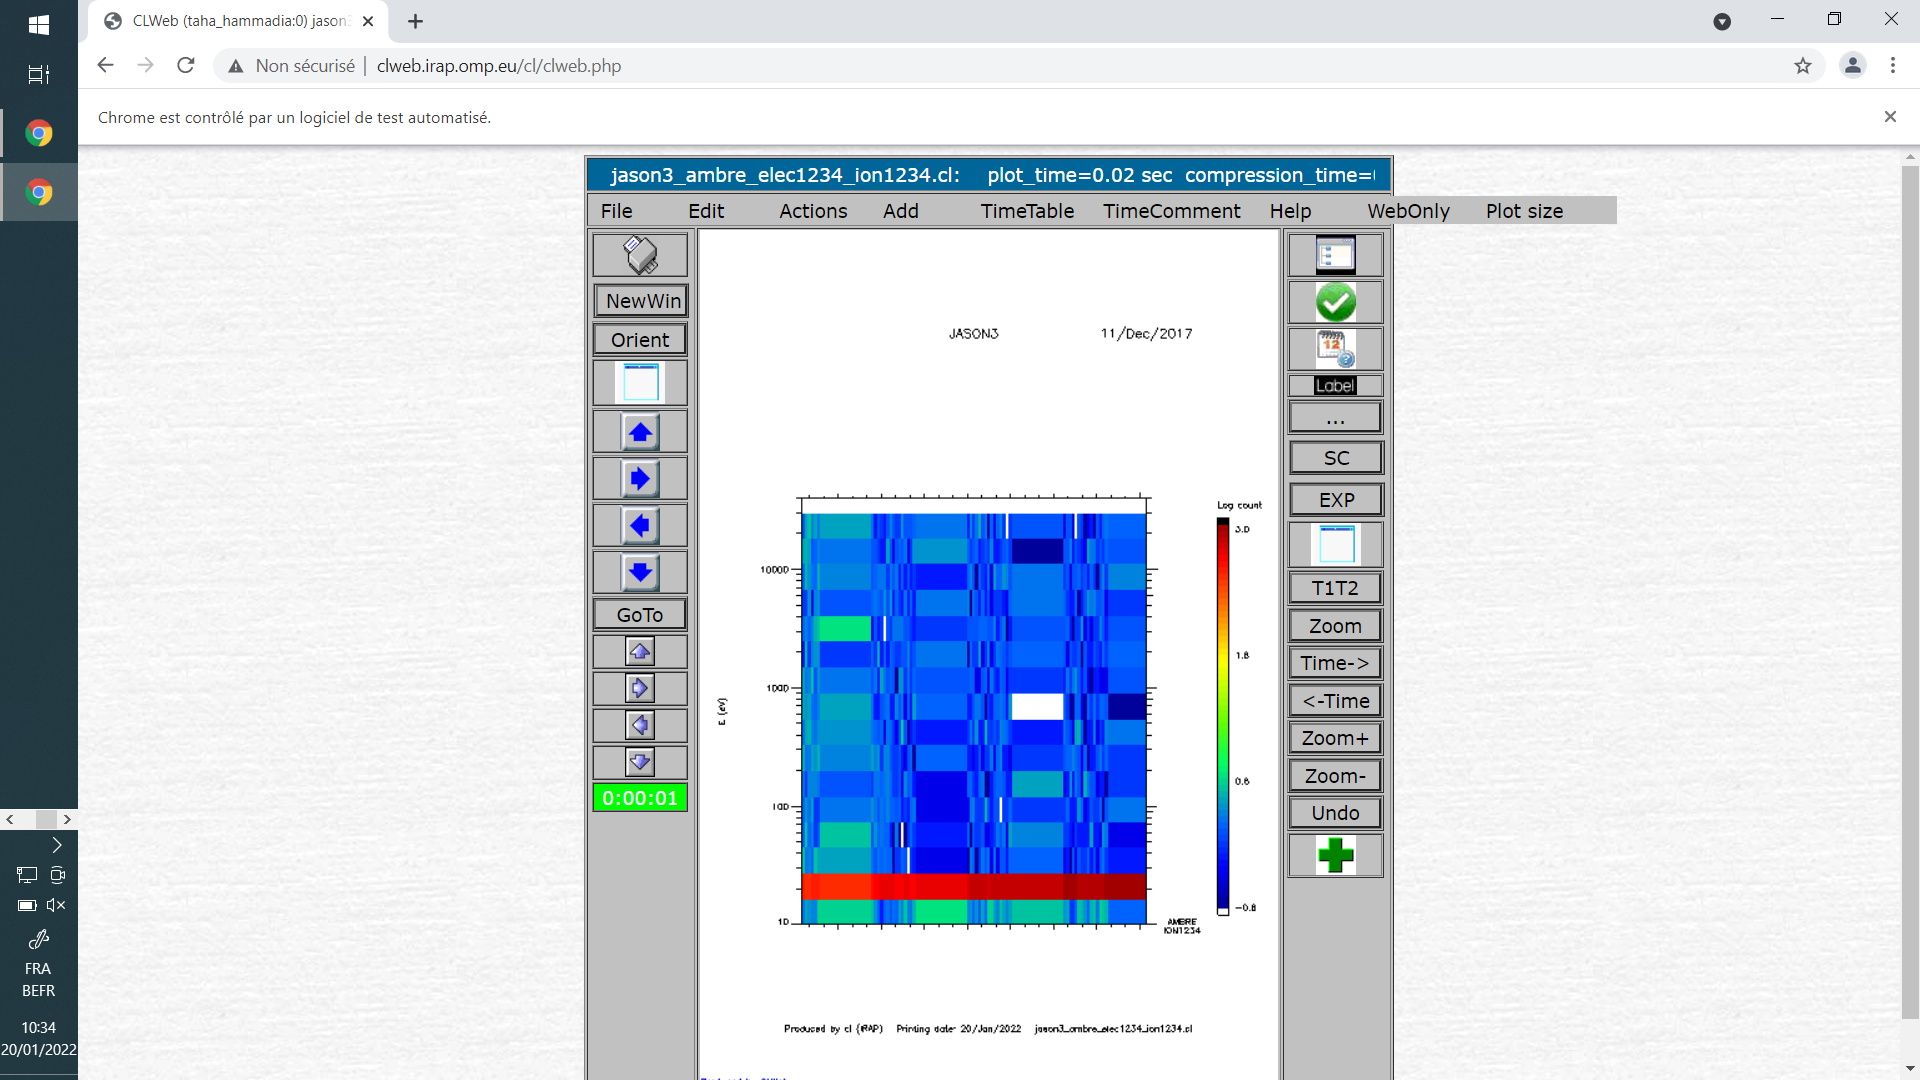 CLWeb (taha_hammadia:0) jason3
Non sécurisé | clweb.irap.omp.eu/cl/clweb.php
Chrome est contrôlé par un logiciel de test automatisé.
jason3_ambre_elec1234_ion1234.cl: plot_time=0.02 sec compression_time=
File Edit Actions Add TimeTable TimeComment Help WebOnly Plot size
NewWin
Orient
GoTo
0:00:01
JASON3 11/Dec/2017
Log count
3.0
1.8
0.6
-0.8
10000
1000
100
10
E (eV)
AMBRE
ION1234
Produced by cl (IRAP) Printing date: 20/Jan/2022 jason3_ambre_elec1234_ion1234.cl
12
Label
...
SC
EXP
T1T2
Zoom
Time->
<-Time
Zoom+
Zoom-
Undo
FRA
BEFR
10:34
20/01/2022